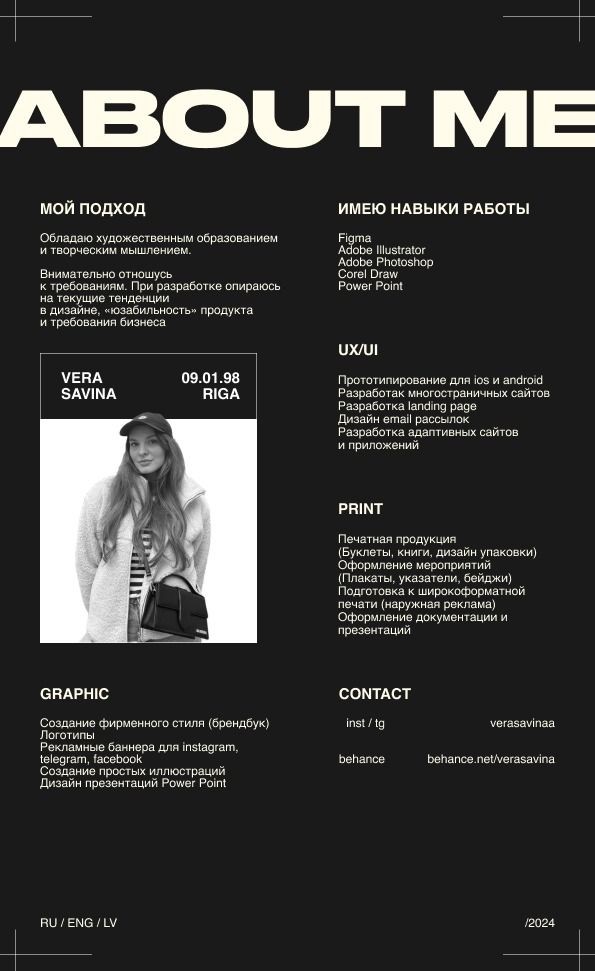 ABOUT ME
МОЙ ПОДХОД
Обладаю художественным образованием
и творческим мышлением.
Внимательно отношусь
к требованиям. При разработке опираюсь
на текущие тенденции
в дизайне, «юзабильность» продукта
и требования бизнеса
VERA
SAVINA
09.01.98
RIGA
GRAPHIC
Создание фирменного стиля (брендбук)
Логотипы
Рекламные баннера для instagram,
telegram, facebook
Создание простых иллюстраций
Дизайн презентаций Power Point
ИМЕЮ НАВЫКИ РАБОТЫ
Figma
Adobe Illustrator
Adobe Photoshop
Corel Draw
Power Point
UX/UI
Прототипирование для ios и android
Разработак многостраничных сайтов
Разработка landing page
Дизайн email рассылок
Разработка адаптивных сайтов
и приложений
PRINT
Печатная продукция
(Буклеты, книги, дизайн упаковки)
Оформление мероприятий
(Плакаты, указатели, бейджи)
Подготовка к широкоформатной
печати (наружная реклама)
Оформление документации и
презентаций
CONTACT
inst / tg verasavinaa
behance behance.net/verasavina
RU / ENG / LV
/2024